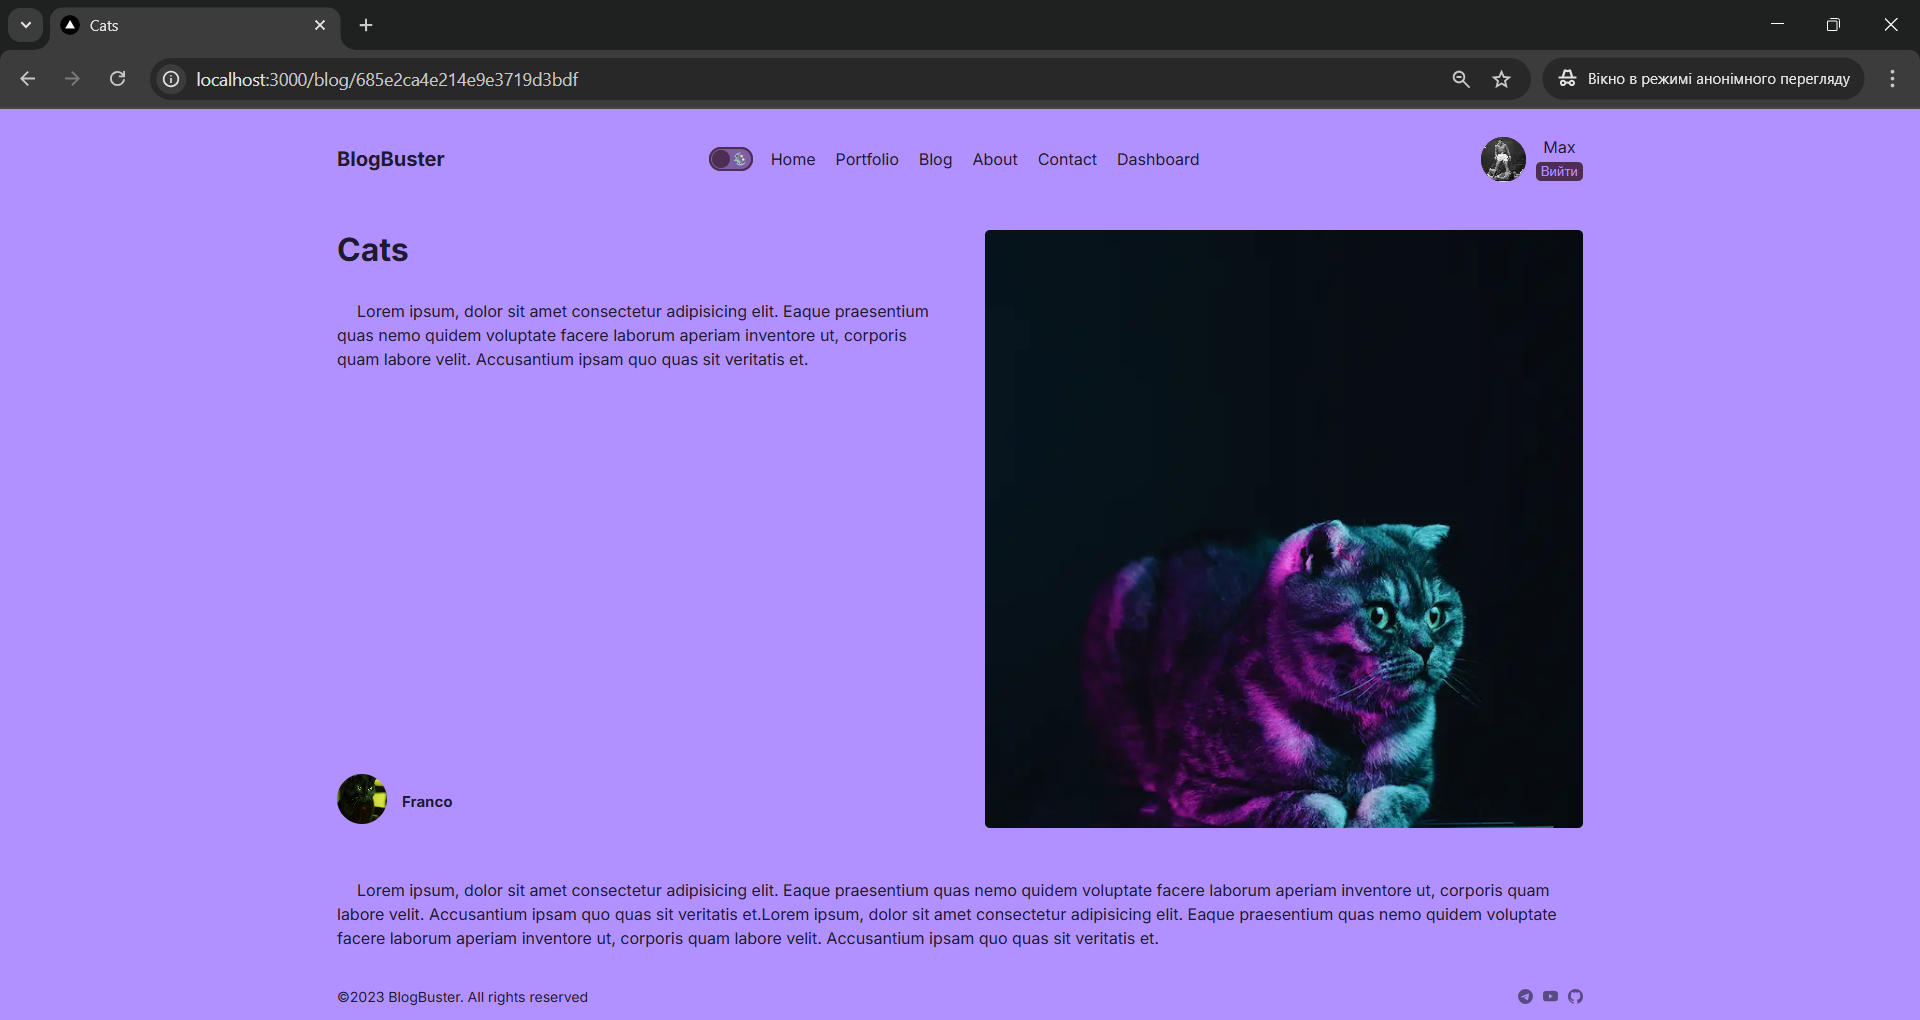 Cats
localhost:3000/blog/685e2ca4e214e9e3719d3bdf
Вікно в режимі анонімного перегляду
BlogBuster
Home Portfolio Blog About Contact Dashboard
Max
Вийти
Cats
Lorem ipsum, dolor sit amet consectetur adipisicing elit. Eaque praesentium
quas nemo quidem voluptate facere laborum aperiam inventore ut, corporis
quam labore velit. Accusantium ipsam quo quas sit veritatis et.
Franco
Lorem ipsum, dolor sit amet consectetur adipisicing elit. Eaque praesentium quas nemo quidem voluptate facere laborum aperiam inventore ut, corporis quam
labore velit. Accusantium ipsam quo quas sit veritatis et.Lorem ipsum, dolor sit amet consectetur adipisicing elit. Eaque praesentium quas nemo quidem voluptate
facere laborum aperiam inventore ut, corporis quam labore velit. Accusantium ipsam quo quas sit veritatis et.
©2023 BlogBuster. All rights reserved